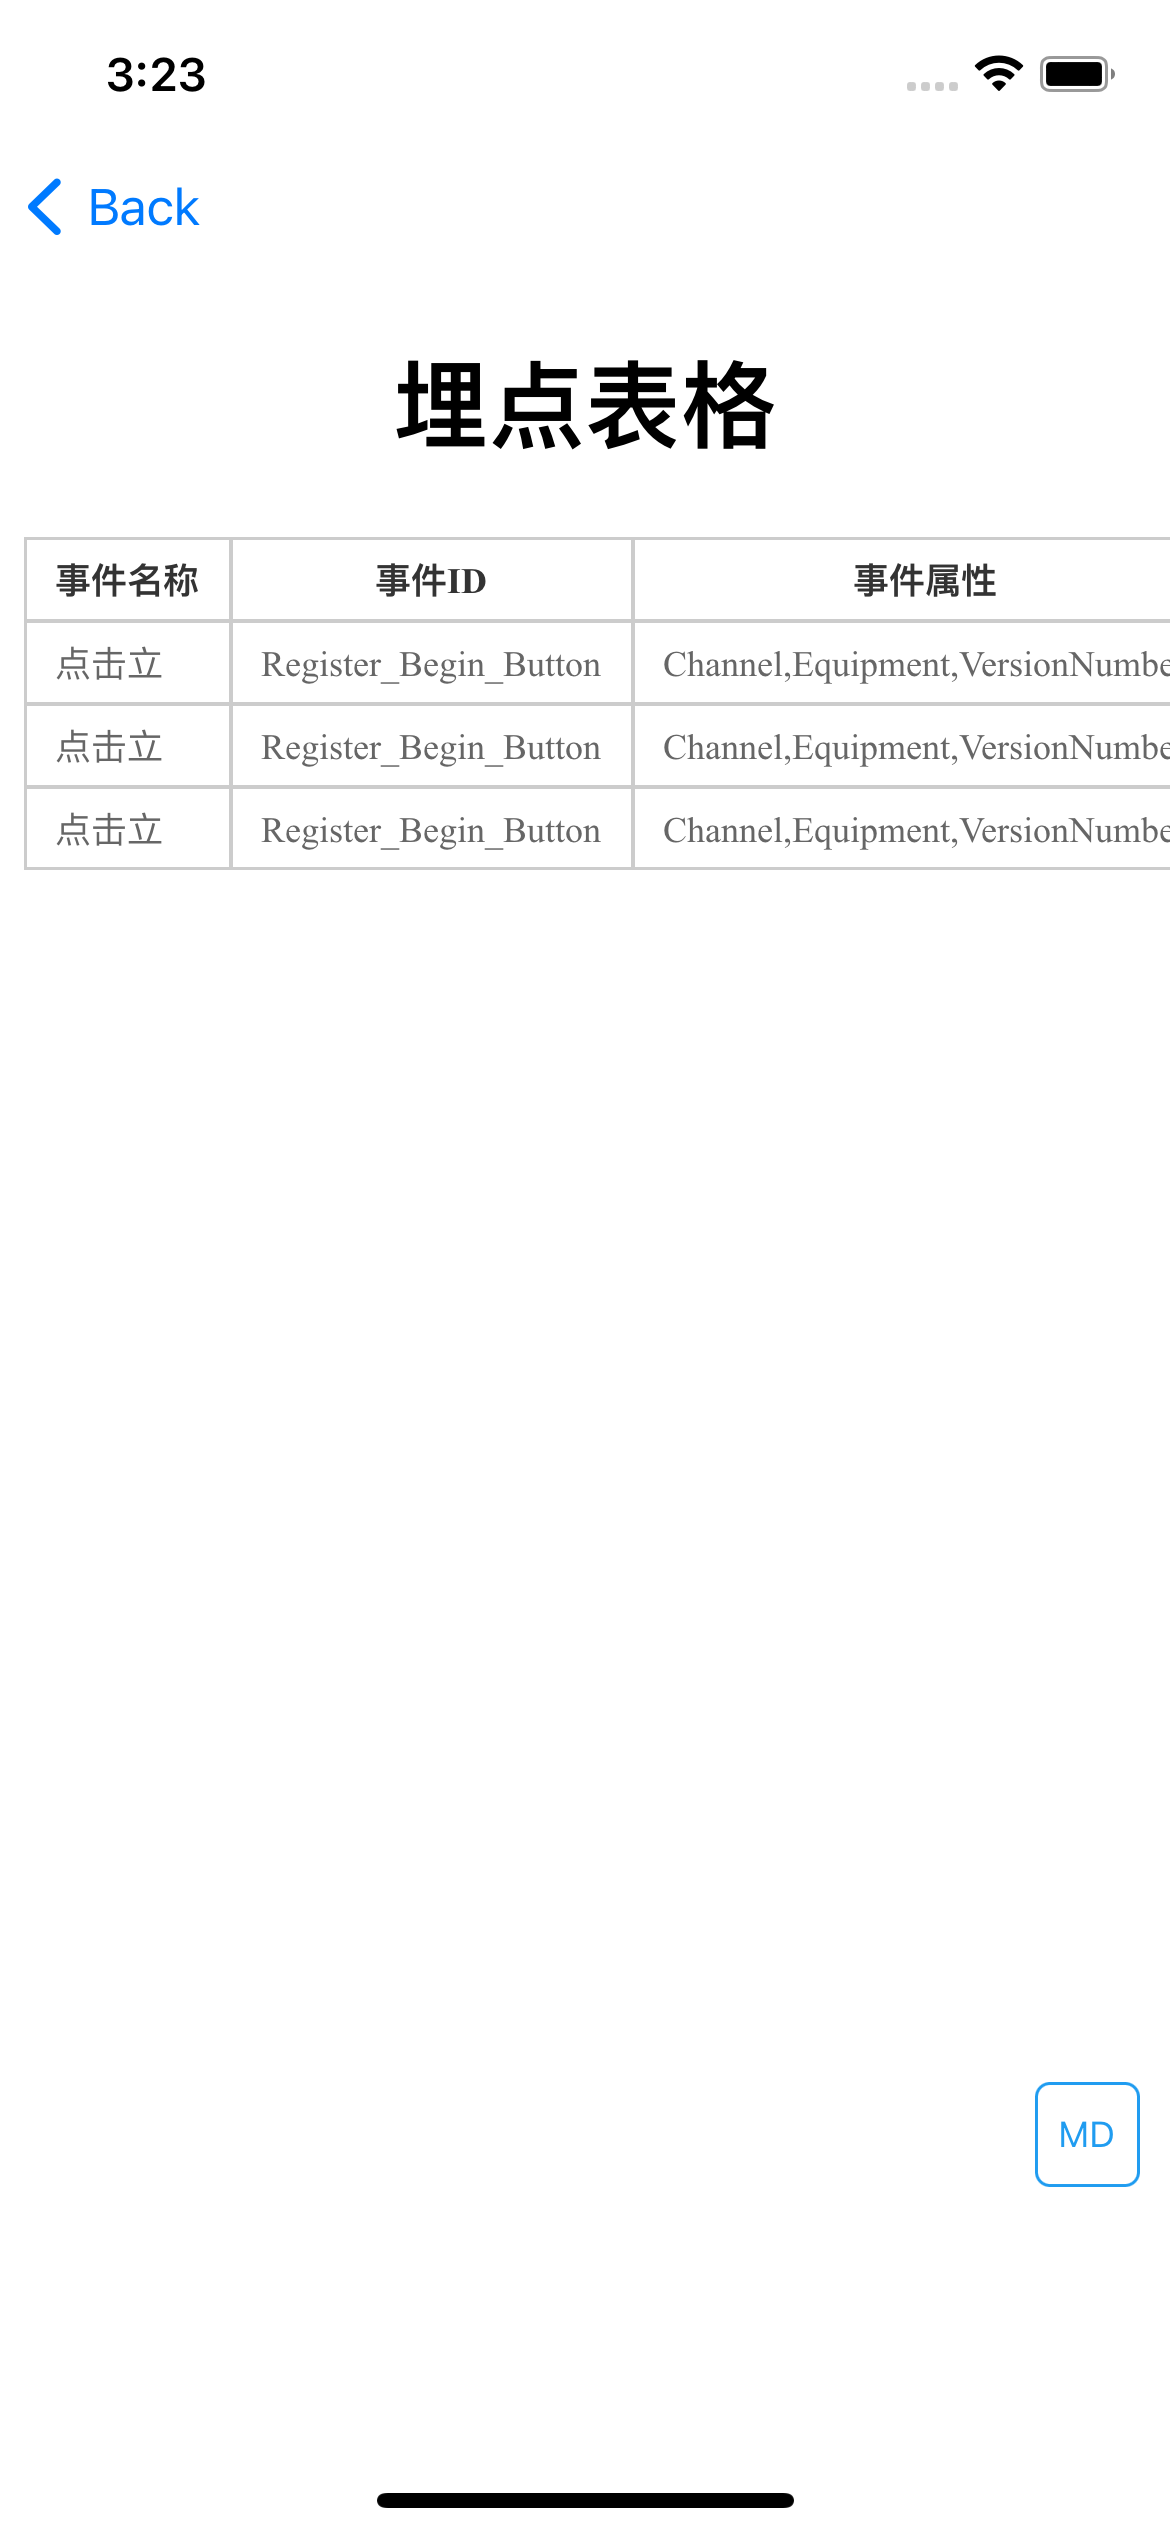 3:23
Back
埋点表格
事件名称 事件ID 事件属性
点击立 Register_Begin_Button Channel,Equipment,VersionNumbe
点击立 Register_Begin_Button Channel,Equipment,VersionNumbe
点击立 Register_Begin_Button Channel,Equipment,VersionNumbe
MD